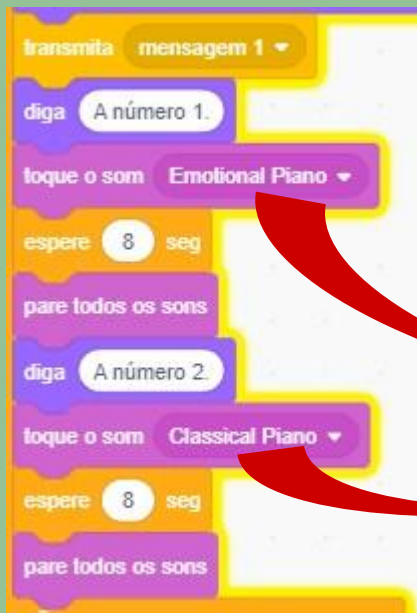 transmita mensagem 1
diga A número 1.
toque o som Emotional Piano
espere 8 seg
pare todos os sons
diga A número 2.
toque o som Classical Piano
espere 8 seg
pare todos os sons